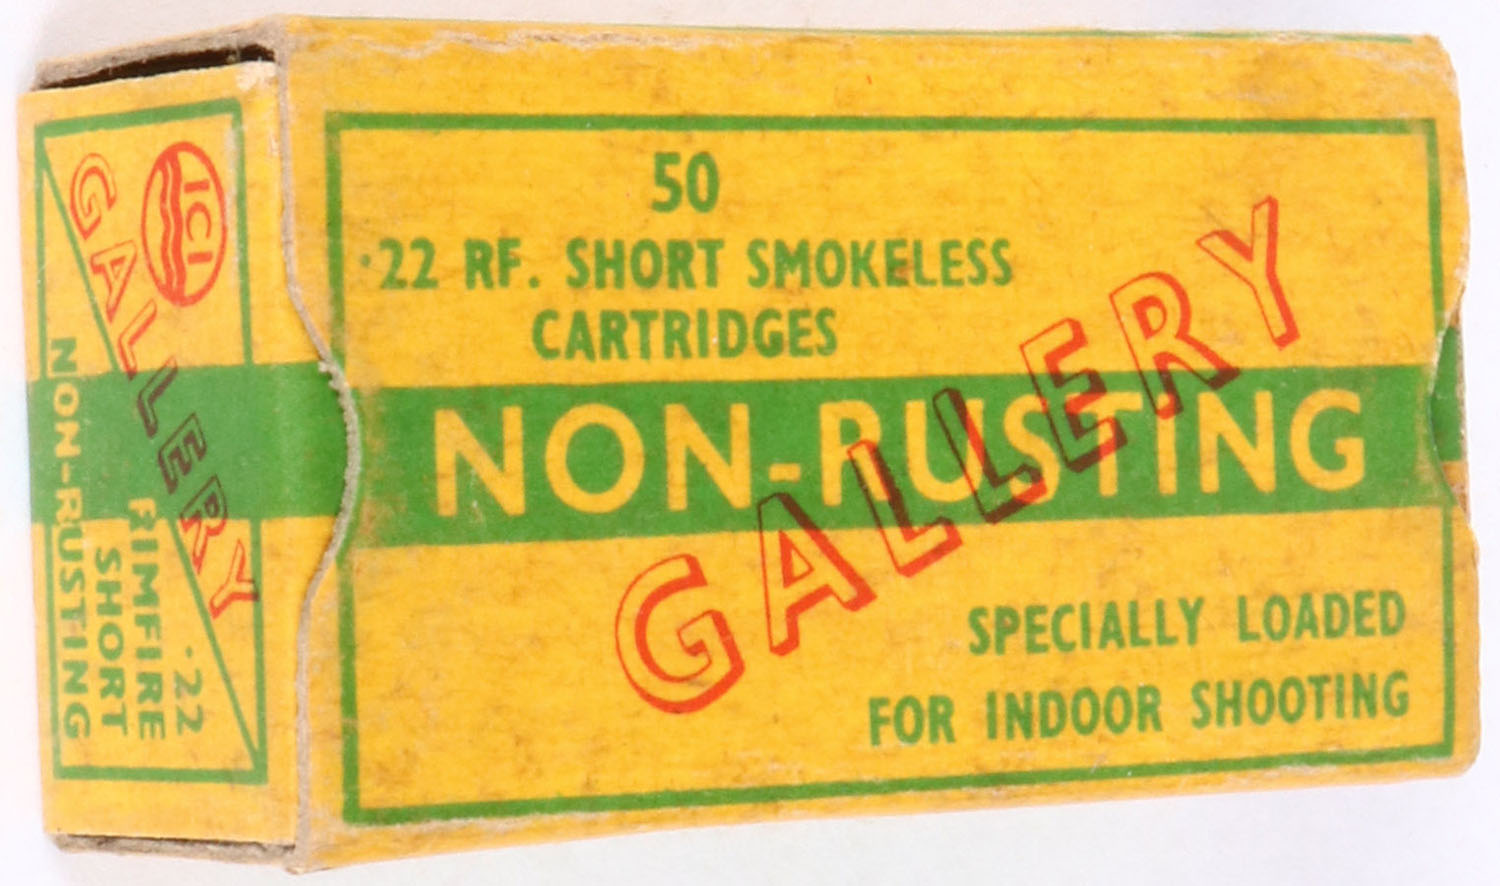 50
·22 RF. SHORT SMOKELESS
CARTRIDGES
NON-RUSTING
GALLERY
SPECIALLY LOADED
FOR INDOOR SHOOTING
ICI
GALLERY
·22
RIMFIRE
SHORT
NON-RUSTING